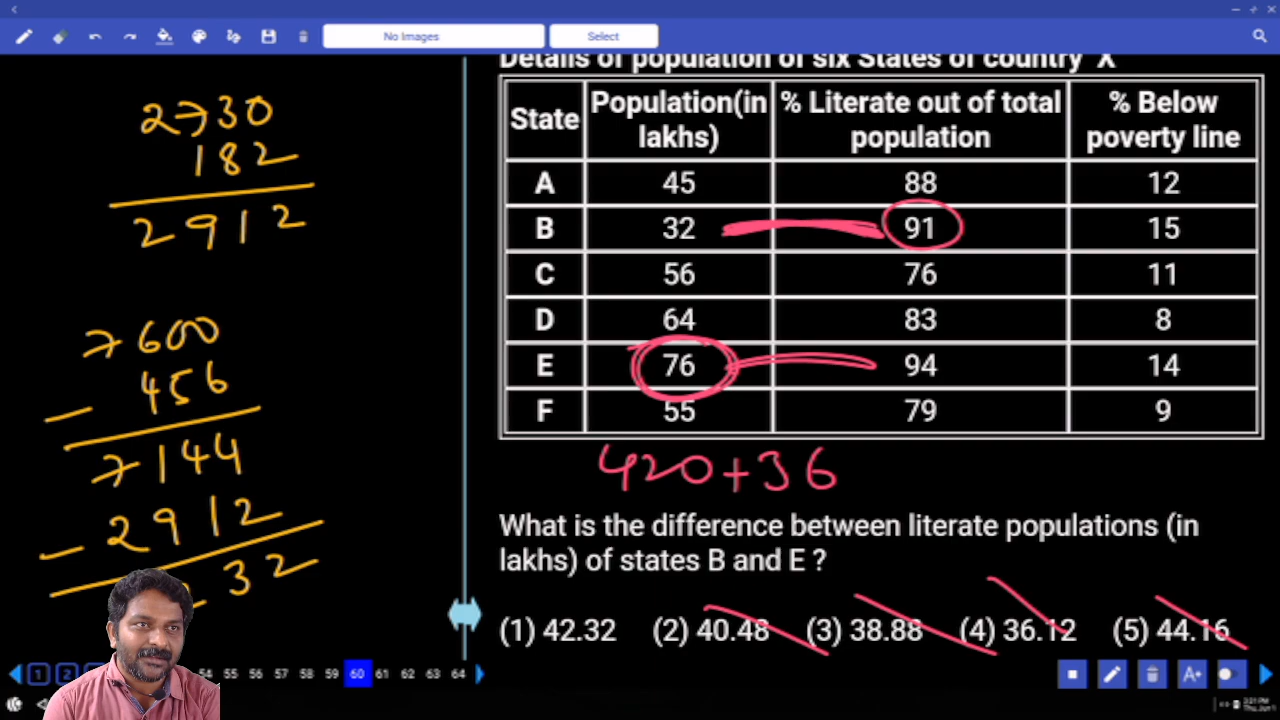 No Images
Select
Details of population of six States of country 'X'
State Population(in lakhs) % Literate out of total population % Below poverty line
A 45 88 12
B 32 91 15
C 56 76 11
D 64 83 8
E 76 94 14
F 55 79 9
420+36
What is the difference between literate populations (in
lakhs) of states B and E ?
(1) 42.32 (2) 40.48 (3) 38.88 (4) 36.12 (5) 44.16
2730
182
2912
7600
- 456
7144
- 2912
232
1 2 54 55 56 57 58 59 60 61 62 63 64
A+